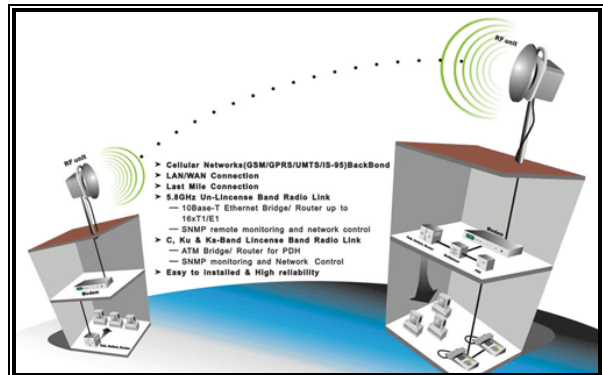 RF unit
RF unit
➤ Cellular Networks(GSM/GPRS/UMTS/IS-95)BackBond
➤ LAN/WAN Connection
➤ Last Mile Connection
➤ 5.8GHz Un-Lincense Band Radio Link
— 10Base-T Ethernet Bridge/ Router up to
16xT1/E1
— SNMP remote monitoring and network control
➤ C, Ku & Ka-Band Lincense Band Radio Link
— ATM Bridge/ Router for PDH
— SNMP monitoring and Network Control
➤ Easy to installed & High reliability
Modem
Modem